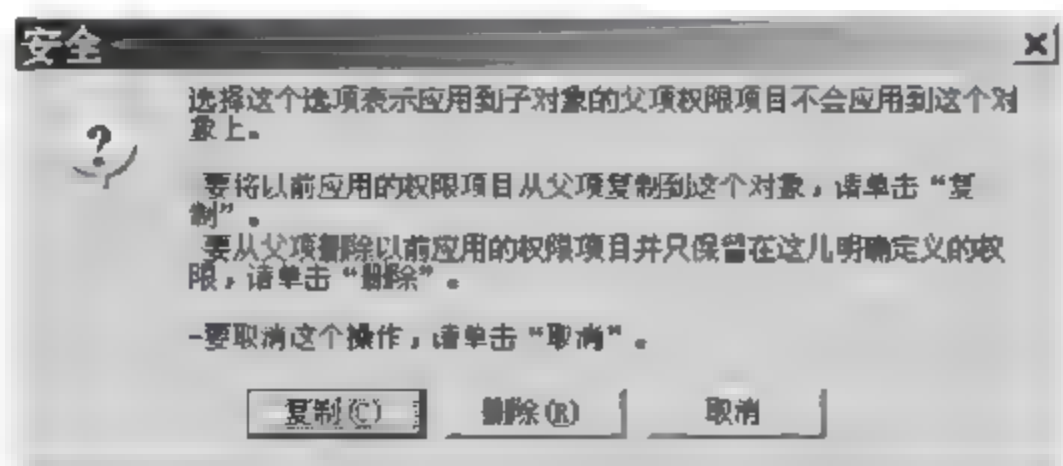 安全
选择这个选项表示应用到子对象的父项权限项目不会应用到这个对
象上。
要将以前应用的权限项目从父项复制到这个对象，请单击“复
制”。
要从父项删除以前应用的权限项目并只保留在这儿明确定义的权
限，请单击“删除”。
-要取消这个操作，请单击“取消”。
复制(C) 删除(R) 取消